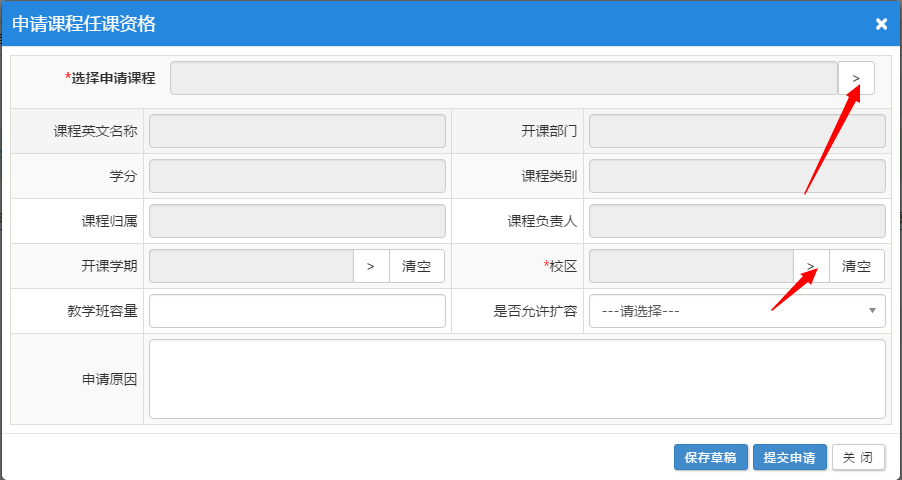 申请课程任课资格 ×
*选择申请课程 >
课程英文名称 开课部门
学分 课程类别
课程归属 课程负责人
开课学期 > 清空 *校区 > 清空
教学班容量 是否允许扩容 ---请选择---
申请原因
保存草稿 提交申请 关 闭